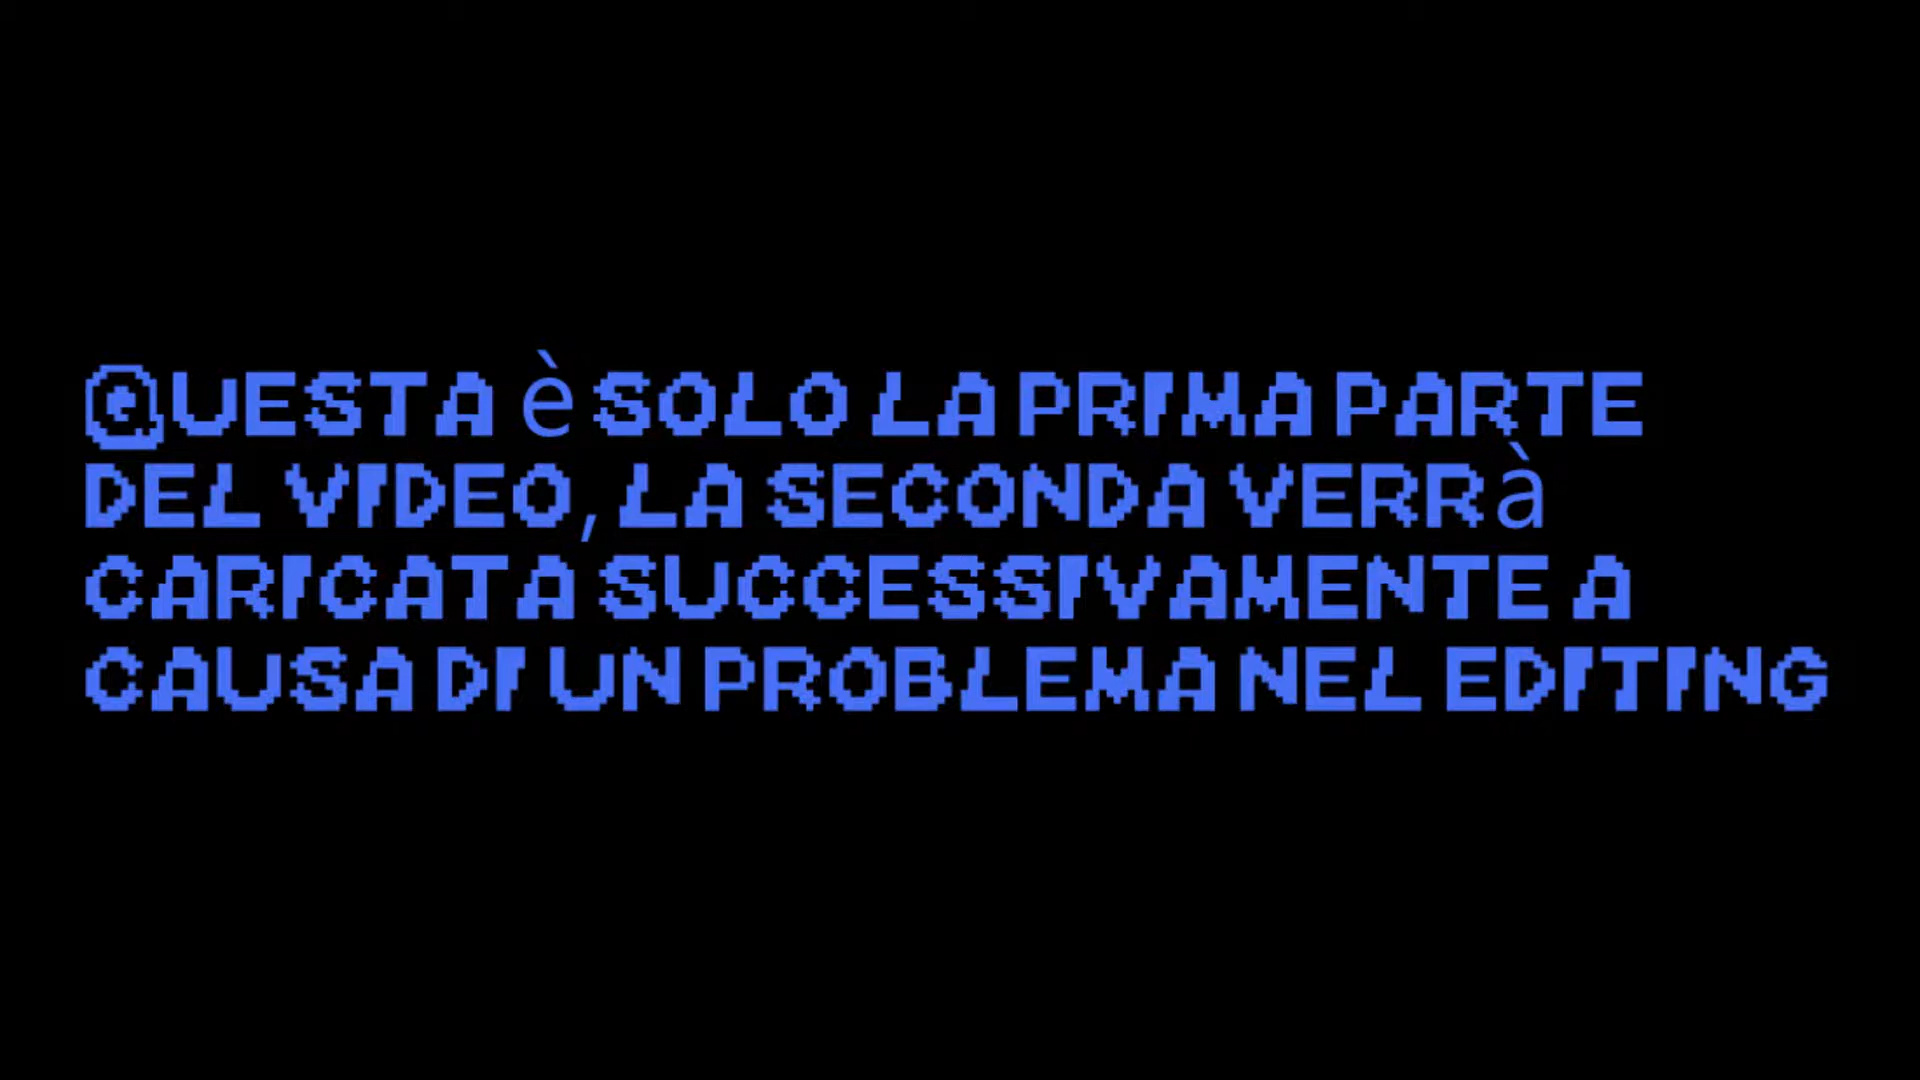 QUESTA è SOLO LA PRIMA PARTE
DEL VIDEO, LA SECONDA VERRà
CARICATA SUCCESSIVAMENTE A
CAUSA DI UN PROBLEMA NEL EDITING